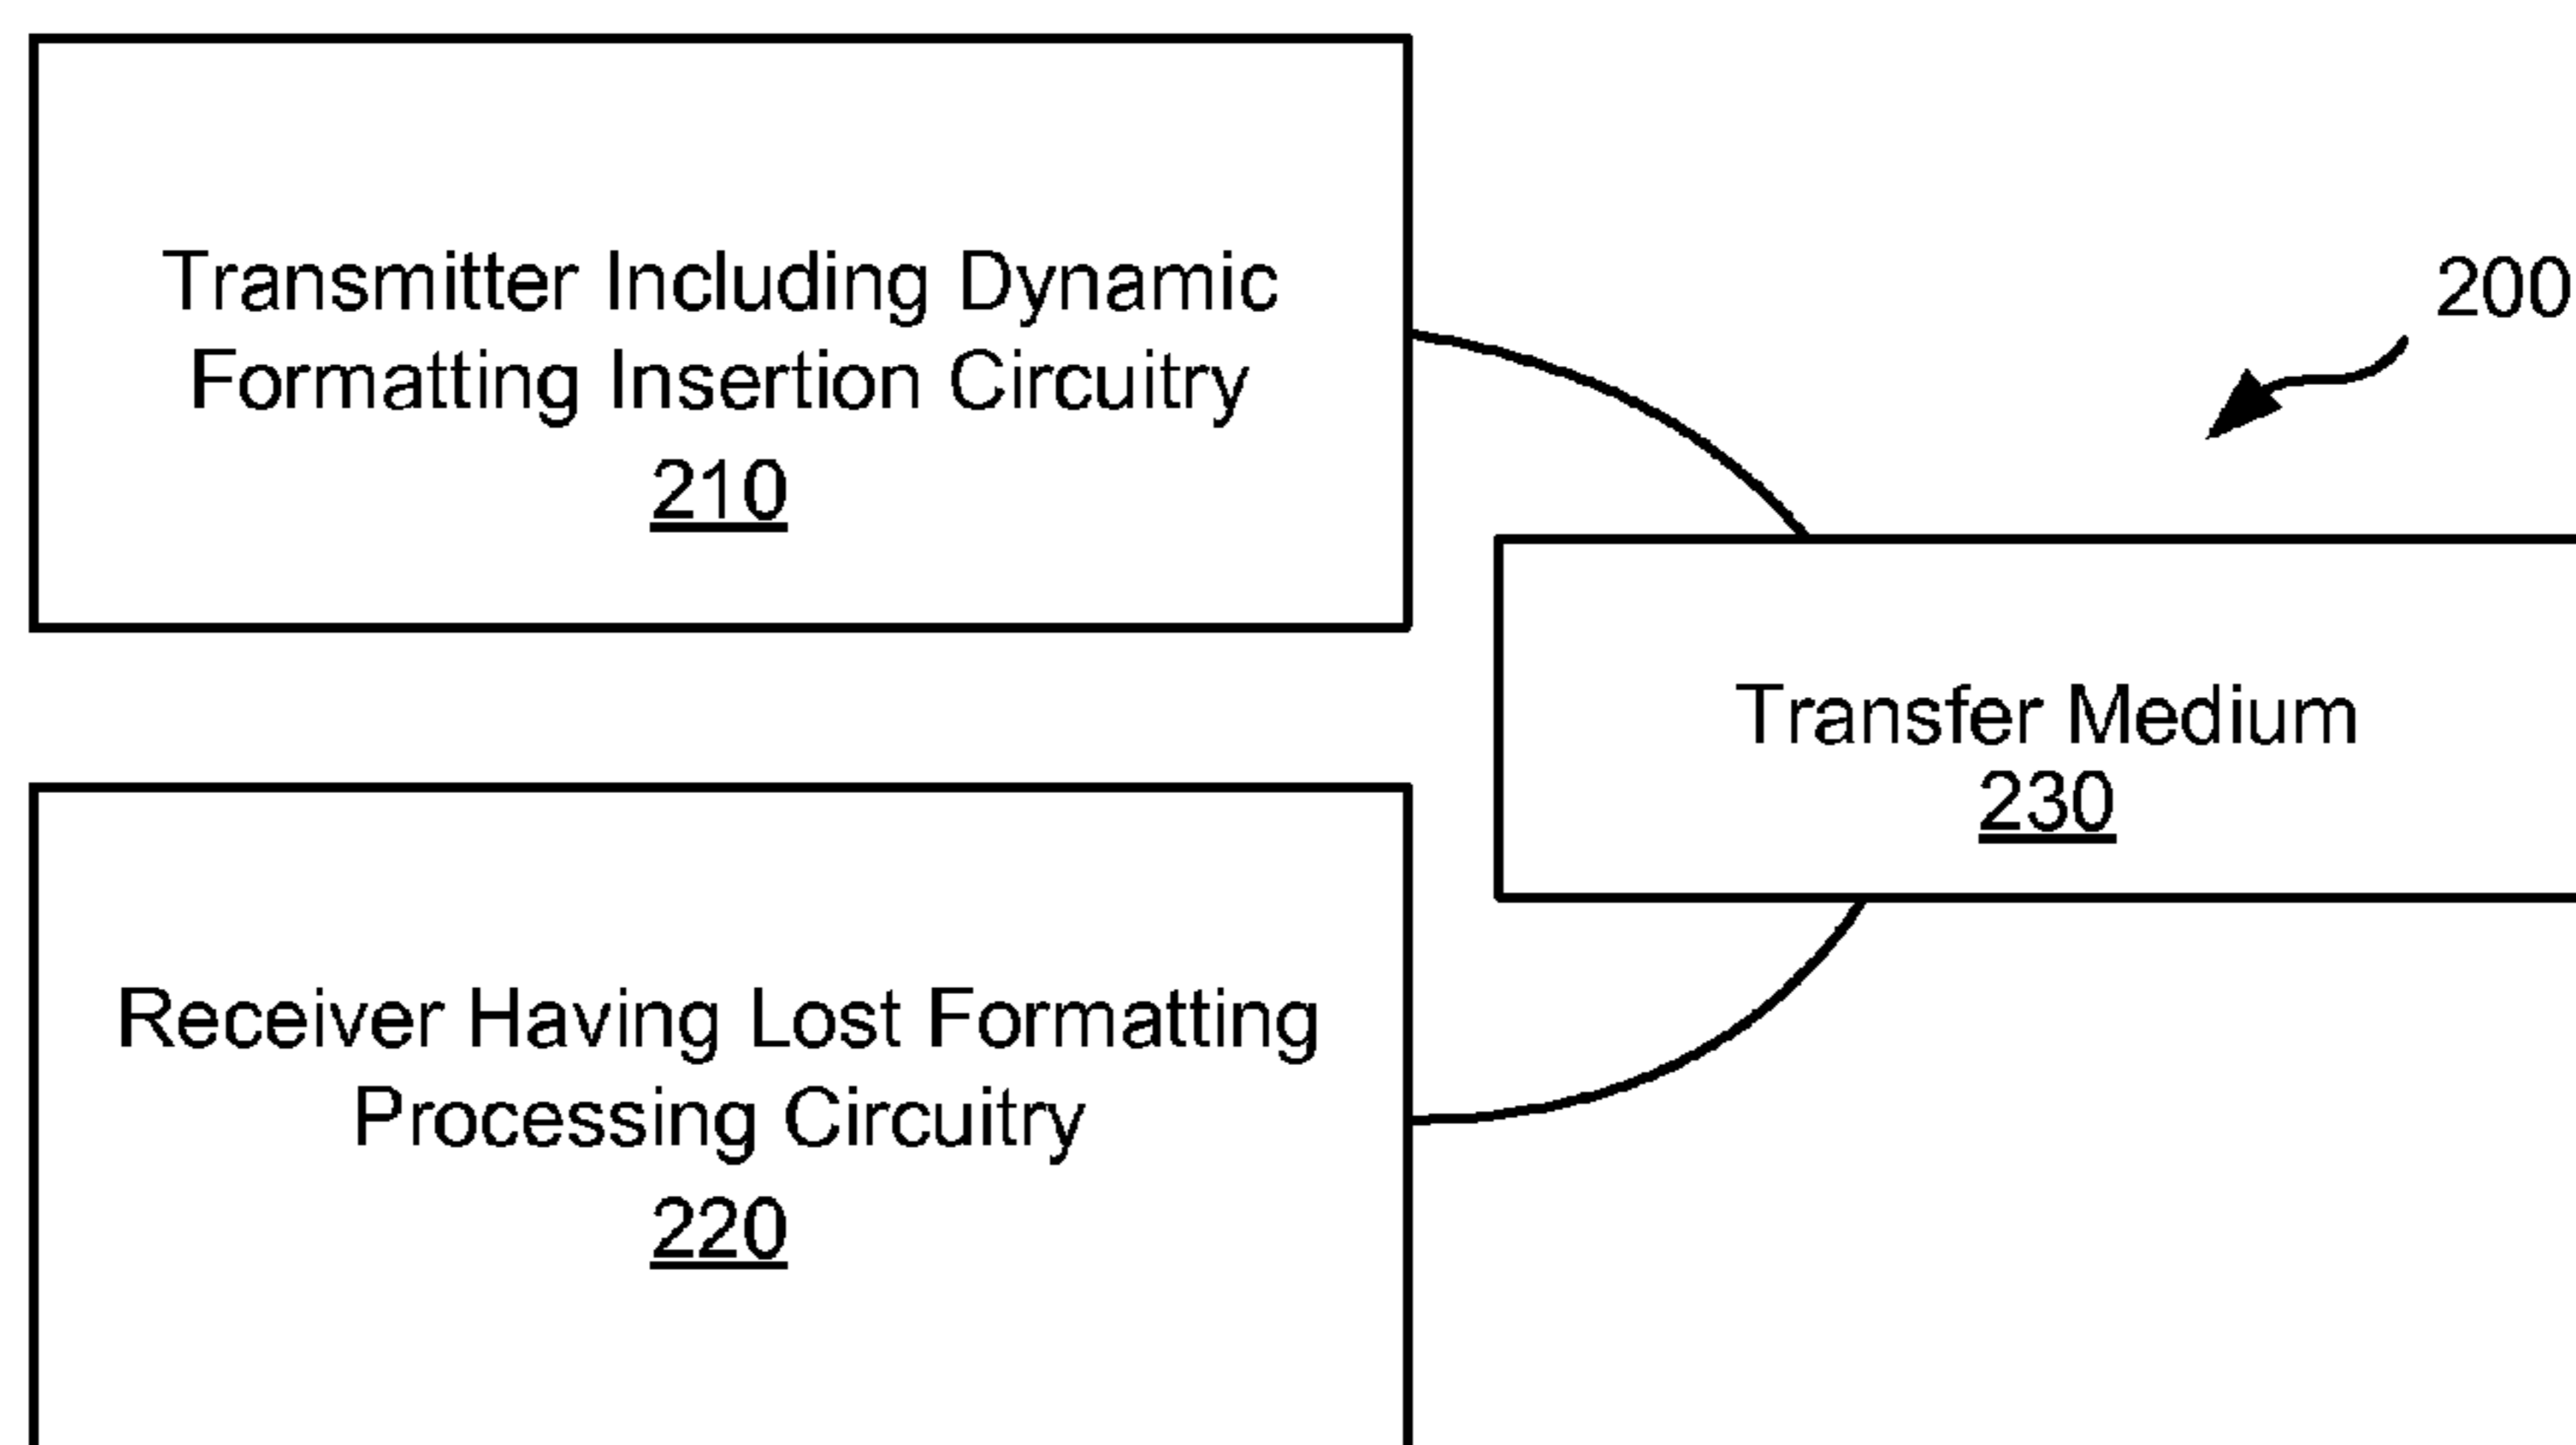 Transmitter Including Dynamic
Formatting Insertion Circuitry
210
200
Transfer Medium
230
Receiver Having Lost Formatting
Processing Circuitry
220